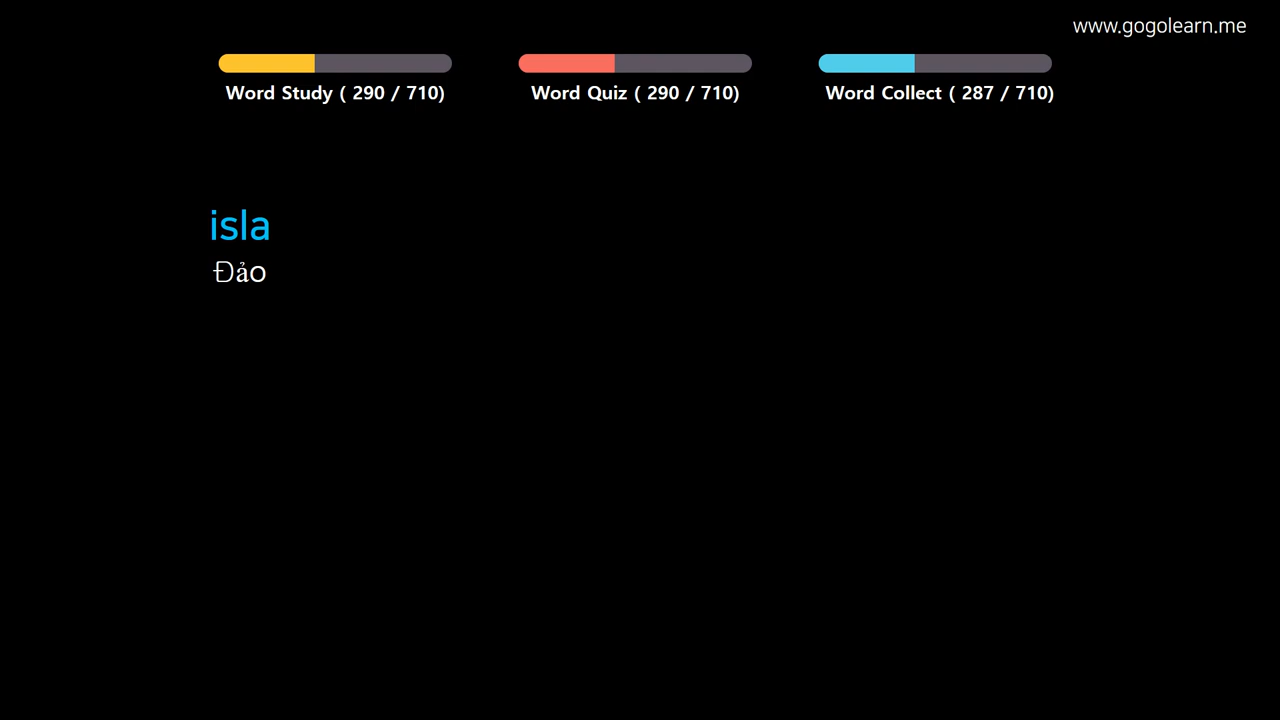 www.gogolearn.me
Word Study ( 290 / 710)
Word Quiz ( 290 / 710)
Word Collect ( 287 / 710)
isla
Đảo